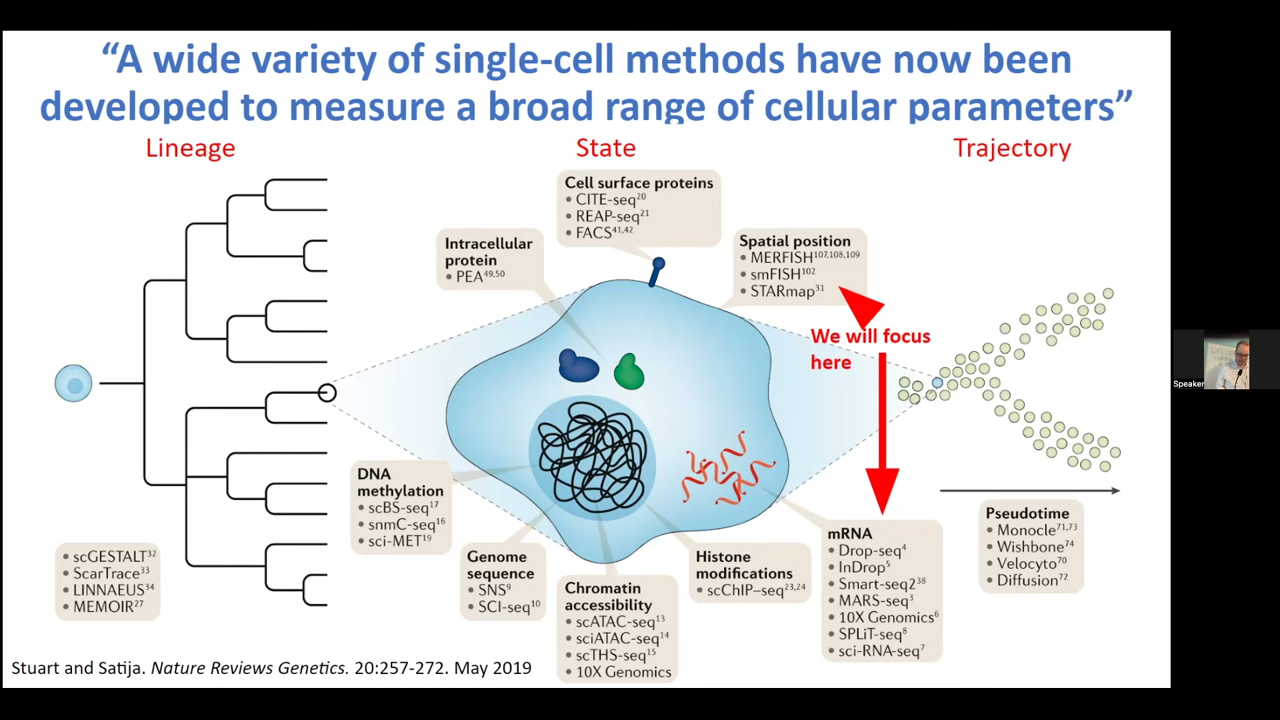 “A wide variety of single-cell methods have now been
developed to measure a broad range of cellular parameters”
Lineage
State
Trajectory
Cell surface proteins
• CITE-seq20
• REAP-seq21
• FACS41,42
Intracellular
protein
• PEA49,50
Spatial position
• MERFISH107,108,109
• smFISH102
• STARmap31
We will focus
here
DNA
methylation
• scBS-seq17
• snmC-seq16
• sci-MET19
• scGESTALT32
• ScarTrace33
• LINNAEUS34
• MEMOIR27
Genome
sequence
• SNS9
• SCI-seq10
Chromatin
accessibility
• scATAC-seq13
• sciATAC-seq14
• scTHS-seq15
• 10X Genomics
Histone
modifications
• scChIP–seq23,24
mRNA
• Drop-seq4
• InDrop5
• Smart-seq238
• MARS-seq3
• 10X Genomics6
• SPLiT-seq8
• sci-RNA-seq7
Pseudotime
• Monocle71,73
• Wishbone74
• Velocyto70
• Diffusion72
Stuart and Satija. Nature Reviews Genetics. 20:257-272. May 2019
Speaker